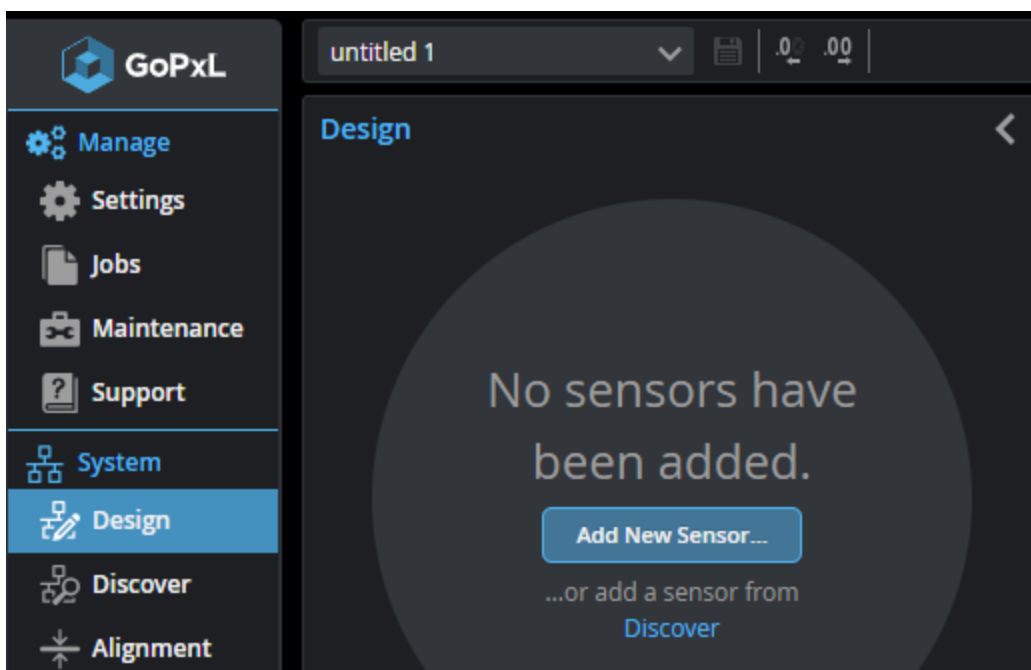 GoPxL
untitled 1
.00
.00
Manage
Settings
Jobs
Maintenance
Support
System
Design
Discover
Alignment
Design
No sensors have
been added.
Add New Sensor...
...or add a sensor from
Discover